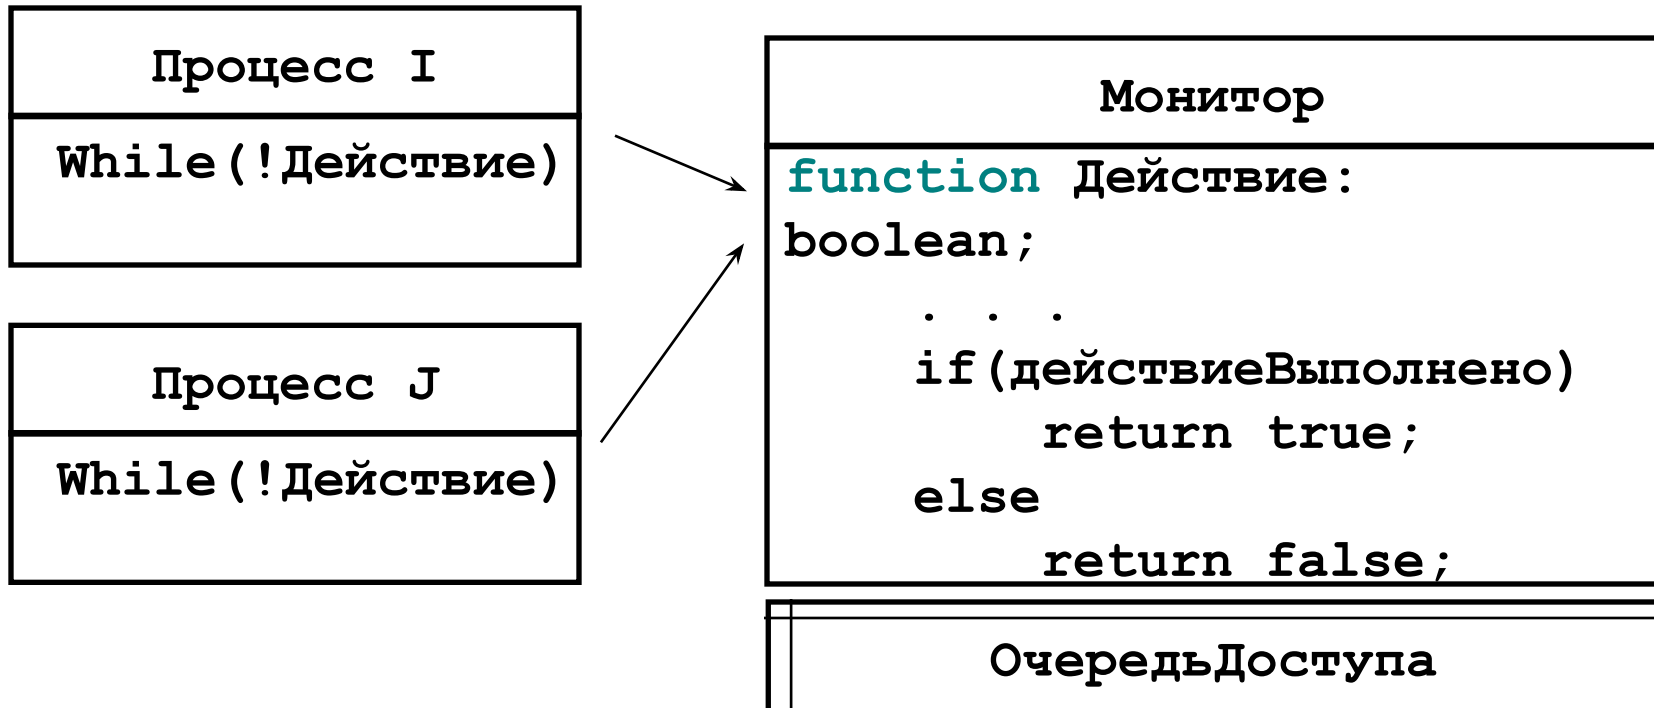 Процесс I
While(!Действие)
Процесс J
While(!Действие)
Монитор
function Действие:
boolean;
. . .
if(действиеВыполнено)
return true;
else
return false;
ОчередьДоступа